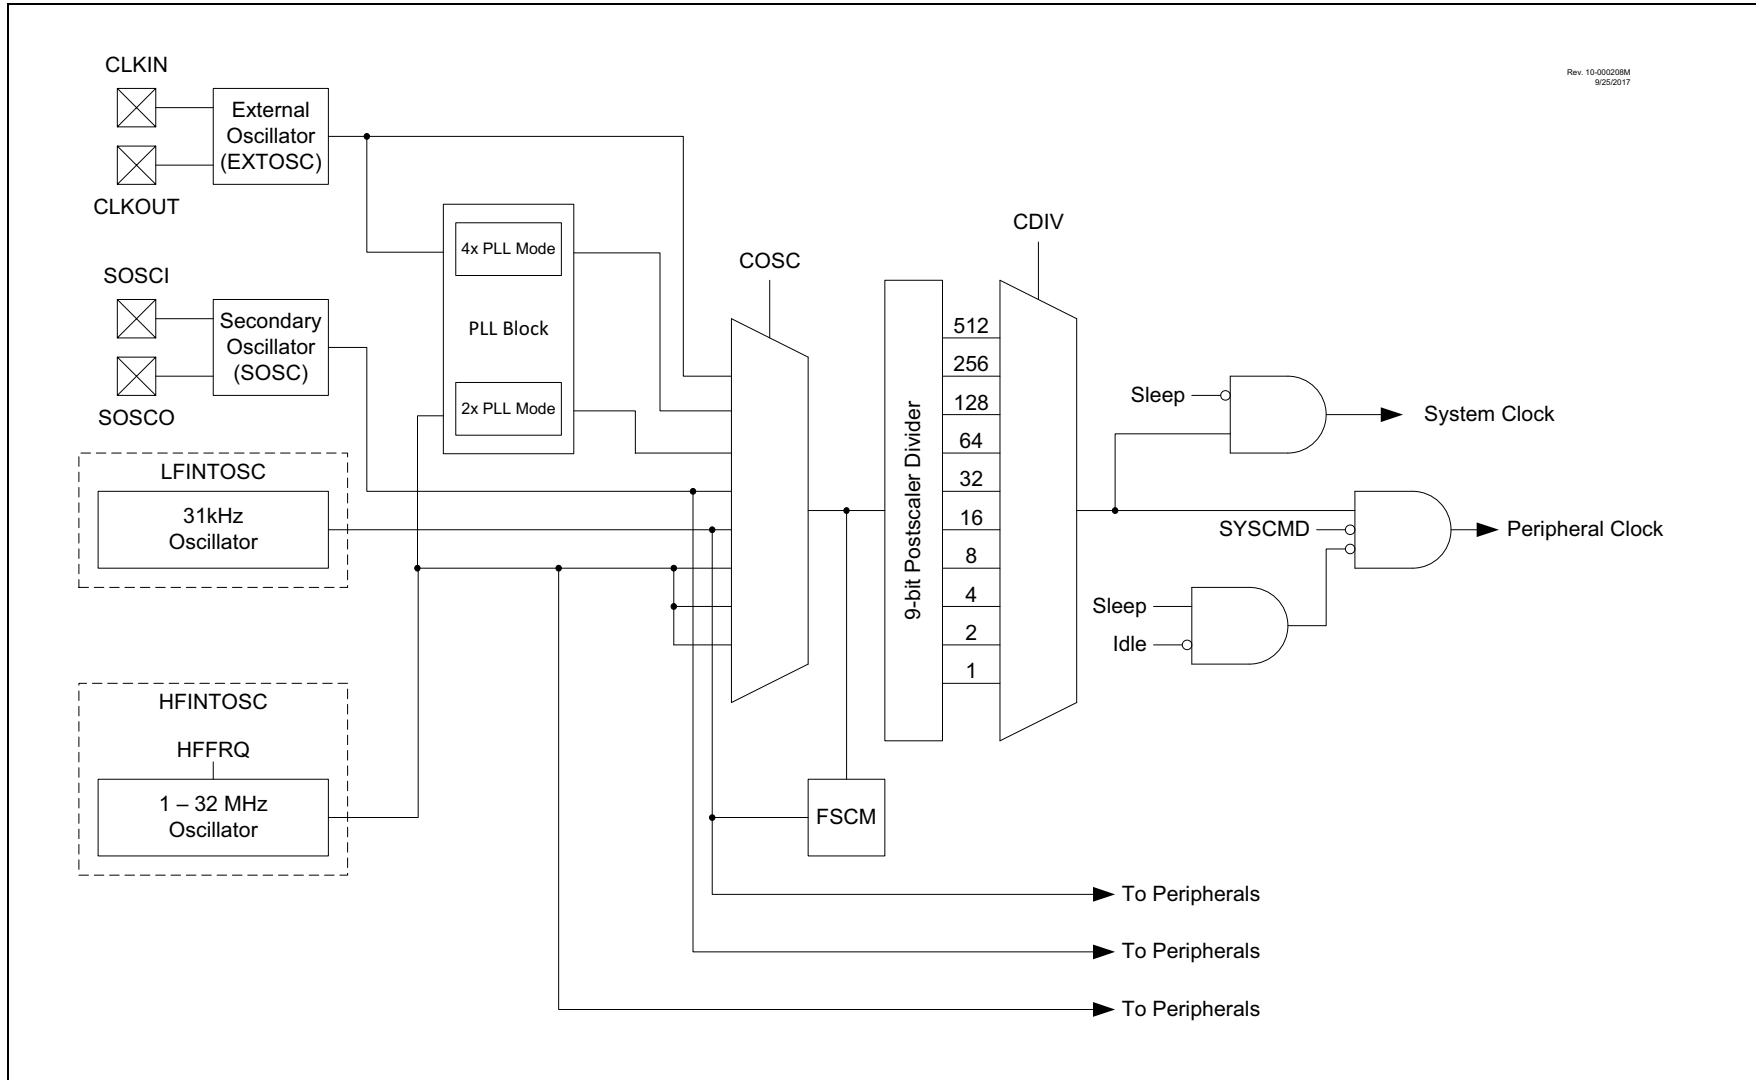 Rev. 10-000208M
9/25/2017
CLKIN
External
Oscillator
(EXTOSC)
CLKOUT
4x PLL Mode
PLL Block
2x PLL Mode
SOSCI
Secondary
Oscillator
(SOSC)
SOSCO
LFINTOSC
31kHz
Oscillator
HFINTOSC
HFFRQ
1 – 32 MHz
Oscillator
COSC
FSCM
9-bit Postscaler Divider
512
256
128
64
32
16
8
4
2
1
CDIV
Sleep
System Clock
SYSCMD
Peripheral Clock
Sleep
Idle
To Peripherals
To Peripherals
To Peripherals